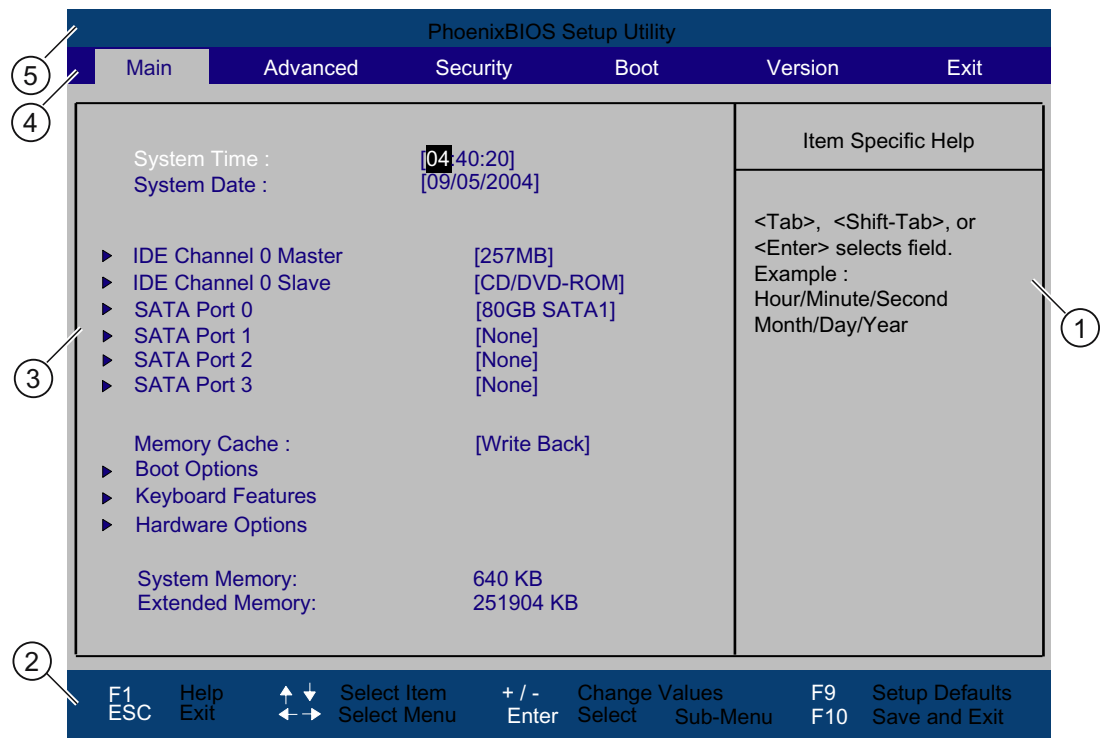 PhoenixBIOS Setup Utility
Main Advanced Security Boot Version Exit
System Time : [04:40:20]
System Date : [09/05/2004]
IDE Channel 0 Master [257MB]
IDE Channel 0 Slave [CD/DVD-ROM]
SATA Port 0 [80GB SATA1]
SATA Port 1 [None]
SATA Port 2 [None]
SATA Port 3 [None]
Memory Cache : [Write Back]
Boot Options
Keyboard Features
Hardware Options
System Memory: 640 KB
Extended Memory: 251904 KB
Item Specific Help
<Tab>, <Shift-Tab>, or
<Enter> selects field.
Example :
Hour/Minute/Second
Month/Day/Year
F1 Help Select Item + / - Change Values F9 Setup Defaults
ESC Exit Select Menu Enter Select Sub-Menu F10 Save and Exit
5
4
3
2
1